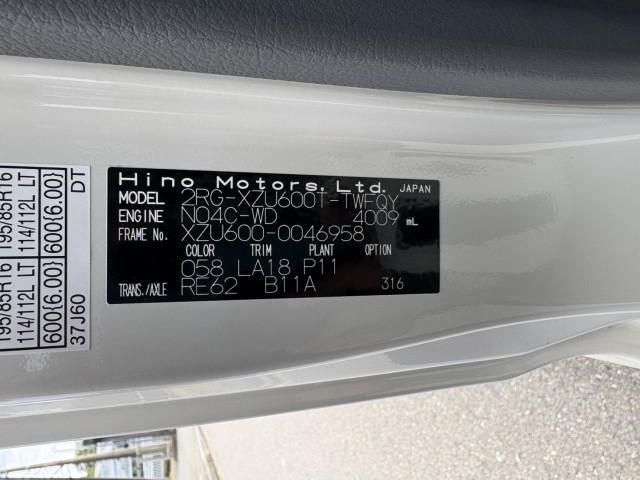 Hino Motors, Ltd. JAPAN
MODEL 2RG-XZU600T-TWFQY
ENGINE N04C-WD 4009 mL
FRAME No. XZU600-0046958
COLOR TRIM PLANT OPTION
058 LA18 P11
TRANS./AXLE RE62 B11A 316
195/85R16 195/85R16
114/112L LT 114/112L LT
600(6.00) 600(6.00)
37J60 DT